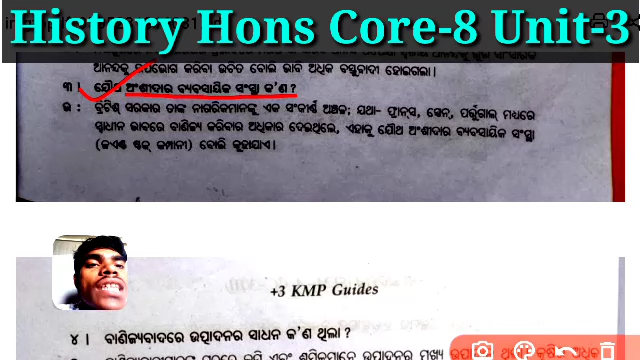 History Hons Core-8 Unit-3
ଆନନ୍ଦକୁ ଉପଭୋଗ କରିବା ଉଚିତ ବୋଲି ଭାବି ଅଧିକ ବସ୍ତୁବାଦୀ ହୋଇଗଲା।
୩। ଯୌଥ ଅଂଶୀଦାର ବ୍ୟବସାୟିକ ସଂସ୍ଥା କ'ଣ?
ଉ: ବ୍ରିଟିଶ୍ ସରକାର ତାଙ୍କ ନାଗରିକମାନଙ୍କୁ ଏକ ସଂକୀର୍ଣ୍ଣ ଅଞ୍ଚଳ; ଯଥା- ଫ୍ରାନ୍ସ, ସ୍ପେନ, ପର୍ତ୍ତୁଗାଲ୍ ମଧ୍ୟରେ
ସ୍ବାଧୀନ ଭାବରେ ବାଣିଜ୍ୟ କରିବାର ଅଧିକାର ଦେଇଥିଲେ, ଏହାକୁ ଯୌଥ ଅଂଶୀଦାର ବ୍ୟବସାୟିକ ସଂସ୍ଥା
(ଜଏଣ୍ଟ ଷ୍ଟକ୍ କମ୍ପାନୀ) ବୋଲି କୁହାଯାଏ।
+3 KMP Guides
୪। ବାଣିଜ୍ୟବାଦରେ ଉତ୍ପାଦନର ସାଧନ କ'ଣ ଥିଲା?